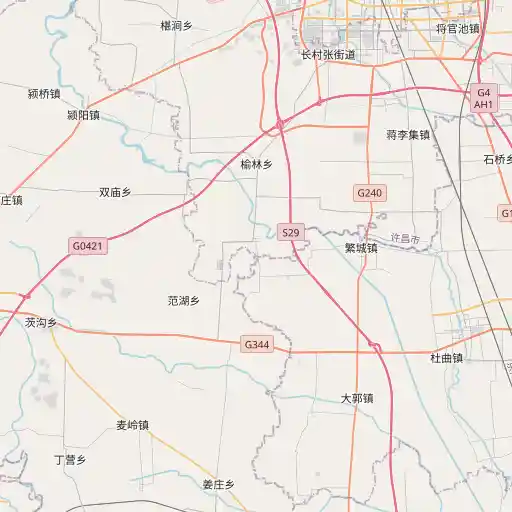 椹涧乡
将官池镇
长村张街道
颍桥镇
G4
AH1
颍阳镇
蒋李集镇
榆林乡
石桥乡
双庙乡
G240
庄镇
G1
S29
许昌市
G0421
繁城镇
范湖乡
茨沟乡
G344
杜曲镇
大郭镇
麦岭镇
丁营乡
姜庄乡